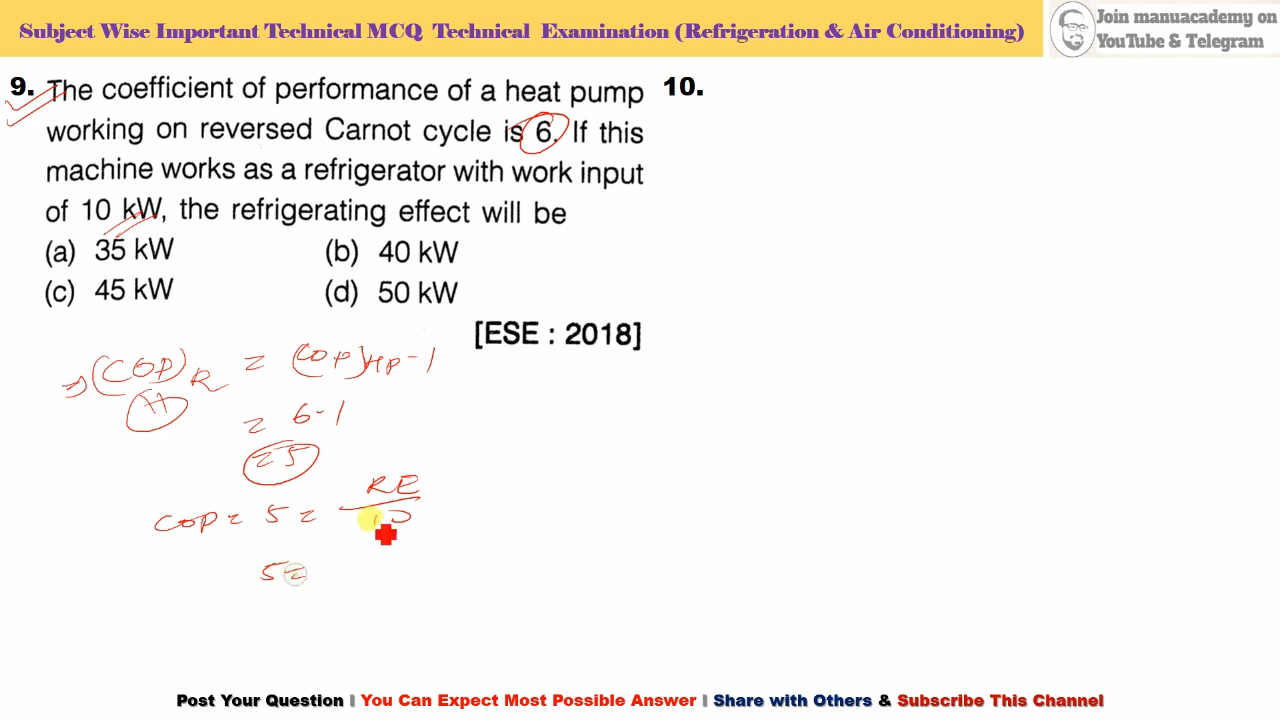 Subject Wise Important Technical MCQ Technical Examination (Refrigeration & Air Conditioning)
Join manuacademy on
YouTube & Telegram
9. The coefficient of performance of a heat pump
working on reversed Carnot cycle is 6. If this
machine works as a refrigerator with work input
of 10 kW, the refrigerating effect will be
(a) 35 kW (b) 40 kW
(c) 45 kW (d) 50 kW
[ESE : 2018]
10.
(COP)R = (COP)HP-1
= 6-1
=5
COP = 5 = RE
10
5=
Post Your Question | You Can Expect Most Possible Answer | Share with Others & Subscribe This Channel